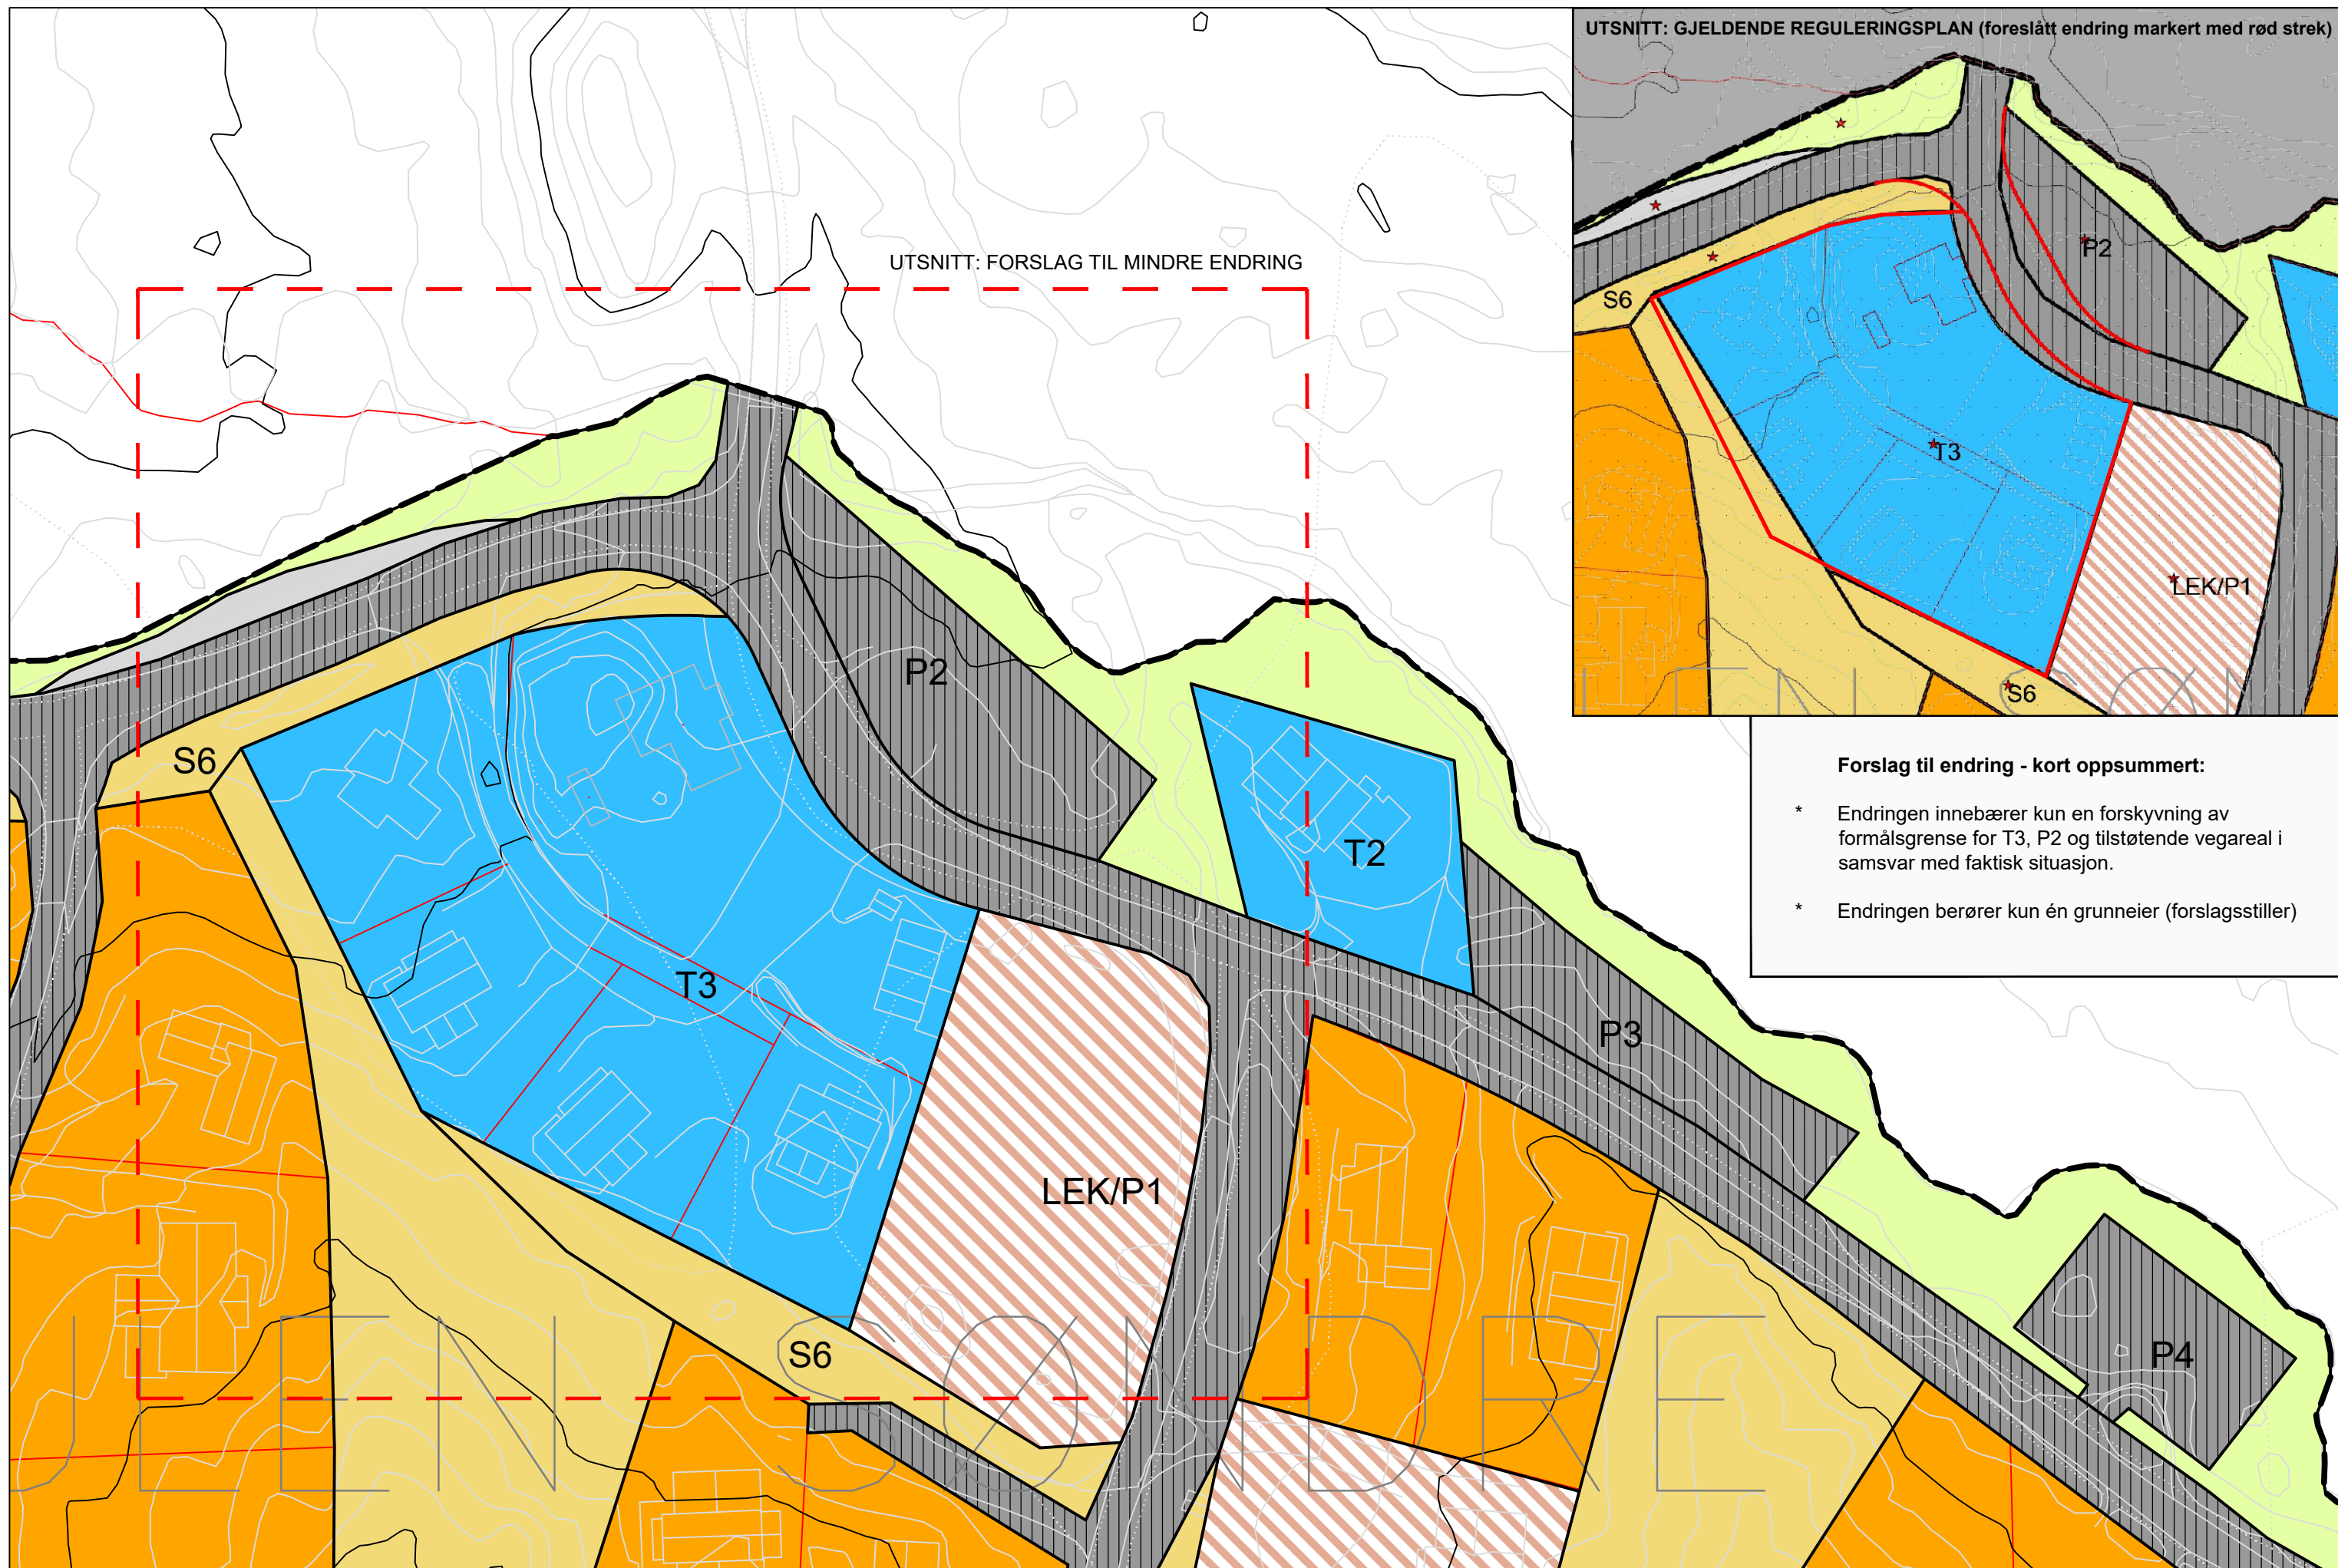 UTSNITT: GJELDENDE REGULERINGSPLAN (foreslått endring markert med rød strek)
P2
S6
T3
LEK/P1
S6
UTSNITT: FORSLAG TIL MINDRE ENDRING
P2
S6
T2
T3
P3
LEK/P1
S6
P4
LEN SØNDRE
Forslag til endring - kort oppsummert:
* Endringen innebærer kun en forskyvning av
formålsgrense for T3, P2 og tilstøtende vegareal i
samsvar med faktisk situasjon.
* Endringen berører kun én grunneier (forslagsstiller)